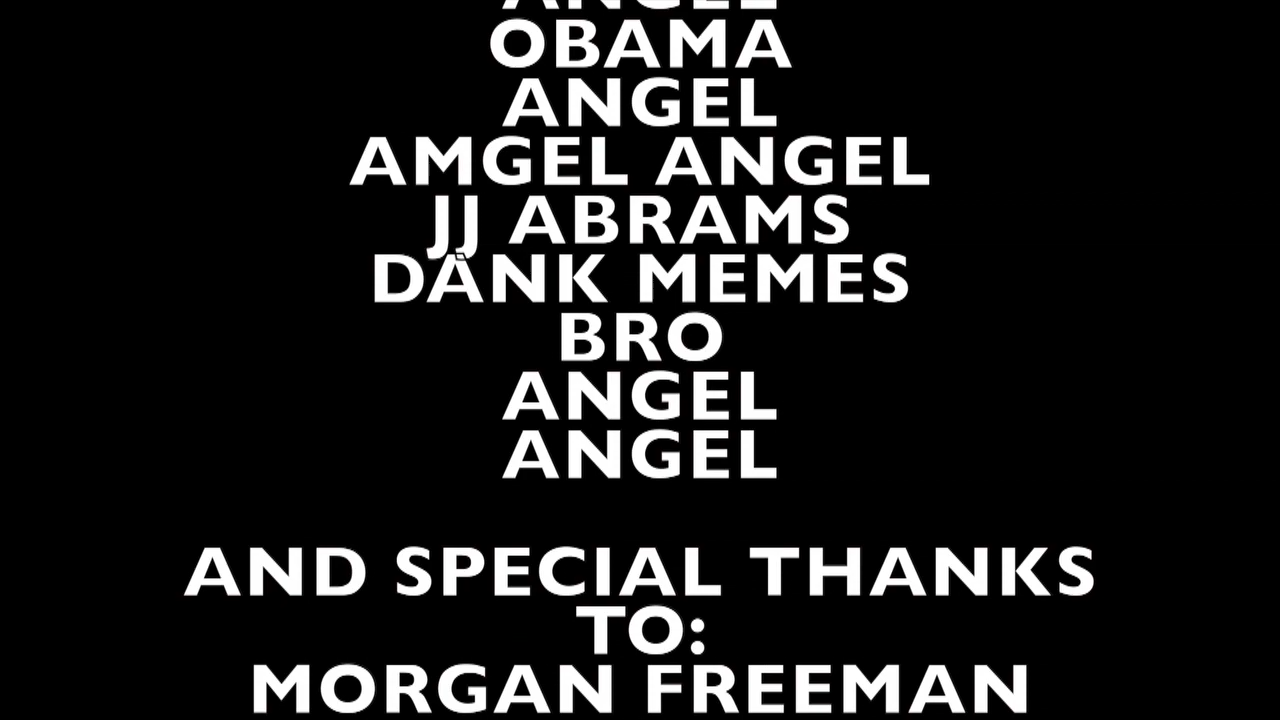 ANGEL
OBAMA
ANGEL
AMGEL ANGEL
JJ ABRAMS
DANK MEMES
BRO
ANGEL
ANGEL
AND SPECIAL THANKS
TO:
MORGAN FREEMAN